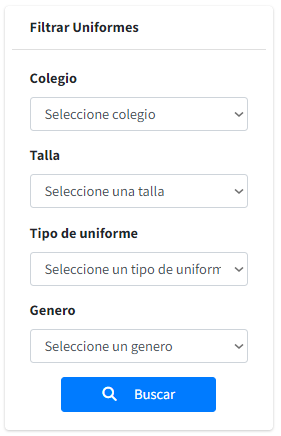 Filtrar Uniformes
Colegio
Seleccione colegio
Talla
Seleccione una talla
Tipo de uniforme
Seleccione un tipo de uniform
Genero
Seleccione un genero
Buscar